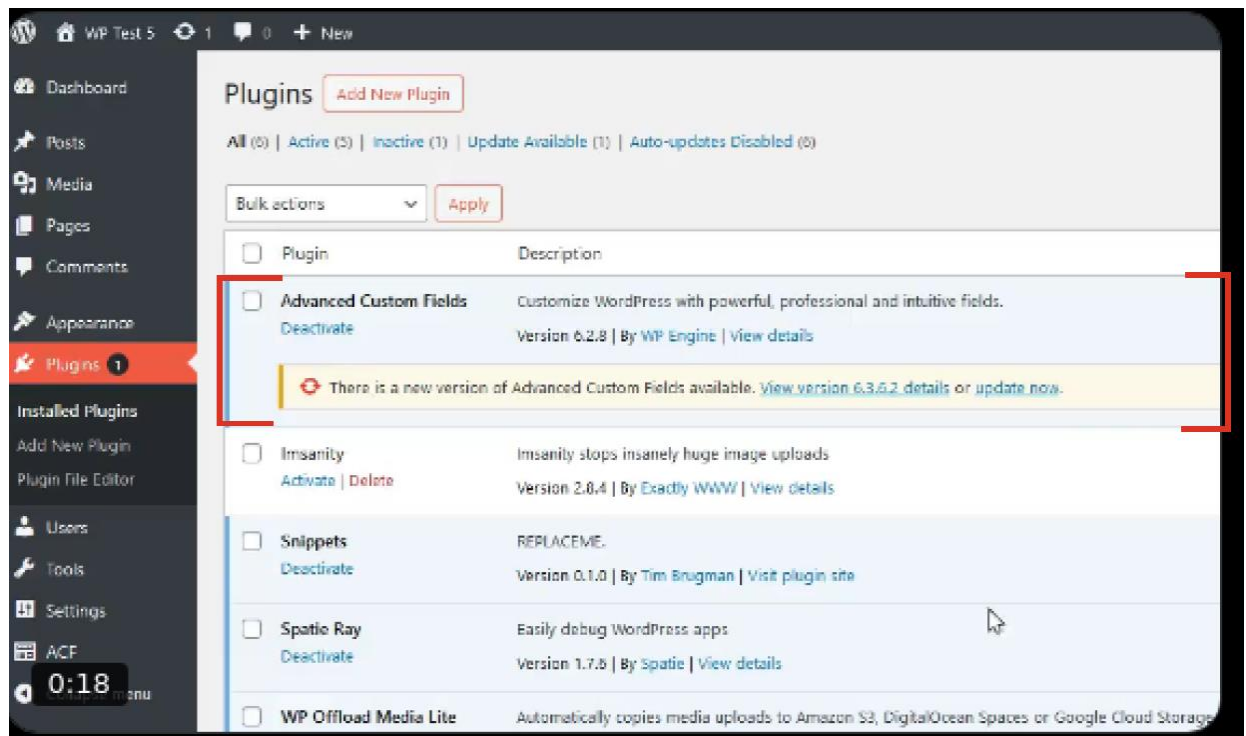 WP Test 5 1 0 + New
Dashboard
Posts
Media
Pages
Comments
Appearance
Plugins 1
Installed Plugins
Add New Plugin
Plugin File Editor
Users
Tools
Settings
ACF
menu
0:18
Plugins Add New Plugin
All (6) | Active (5) | Inactive (1) | Update Available (1) | Auto-updates Disabled (6)
Bulk actions Apply
Plugin Description
Advanced Custom Fields Customize WordPress with powerful, professional and intuitive fields.
Deactivate Version 6.2.8 | By WP Engine | View details
There is a new version of Advanced Custom Fields available. View version 6.3.6.2 details or update now.
Imsanity Imsanity stops insanely huge image uploads
Activate | Delete Version 2.8.4 | By Exactly WWW | View details
Snippets REPLACEME.
Deactivate Version 0.1.0 | By Tim Brugman | Visit plugin site
Spatie Ray Easily debug WordPress apps
Deactivate Version 1.7.6 | By Spatie | View details
WP Offload Media Lite Automatically copies media uploads to Amazon S3, DigitalOcean Spaces or Google Cloud Storage